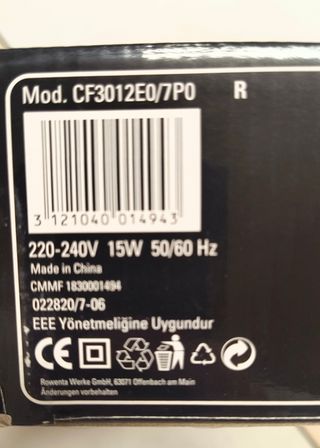 Mod. CF3012E0/7P0 R
3 121040 014943
220-240V 15W 50/60 Hz
Made in China
CMMF 1830001494
022820/7-06
EEE Yönetmeliğine Uygundur
CE
Rowenta Werke GmbH, 63071 Offenbach am Main
Änderungen vorbehalten